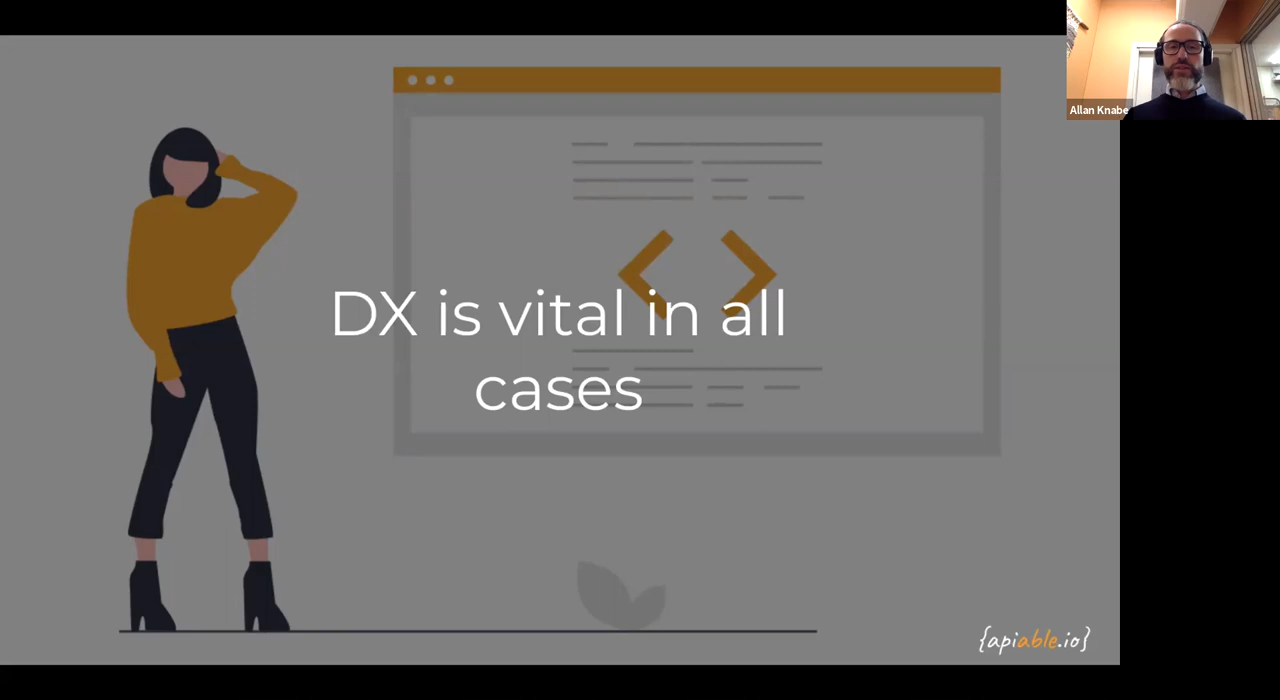 Allan Knabe
DX is vital in all
cases
{apiable.io}